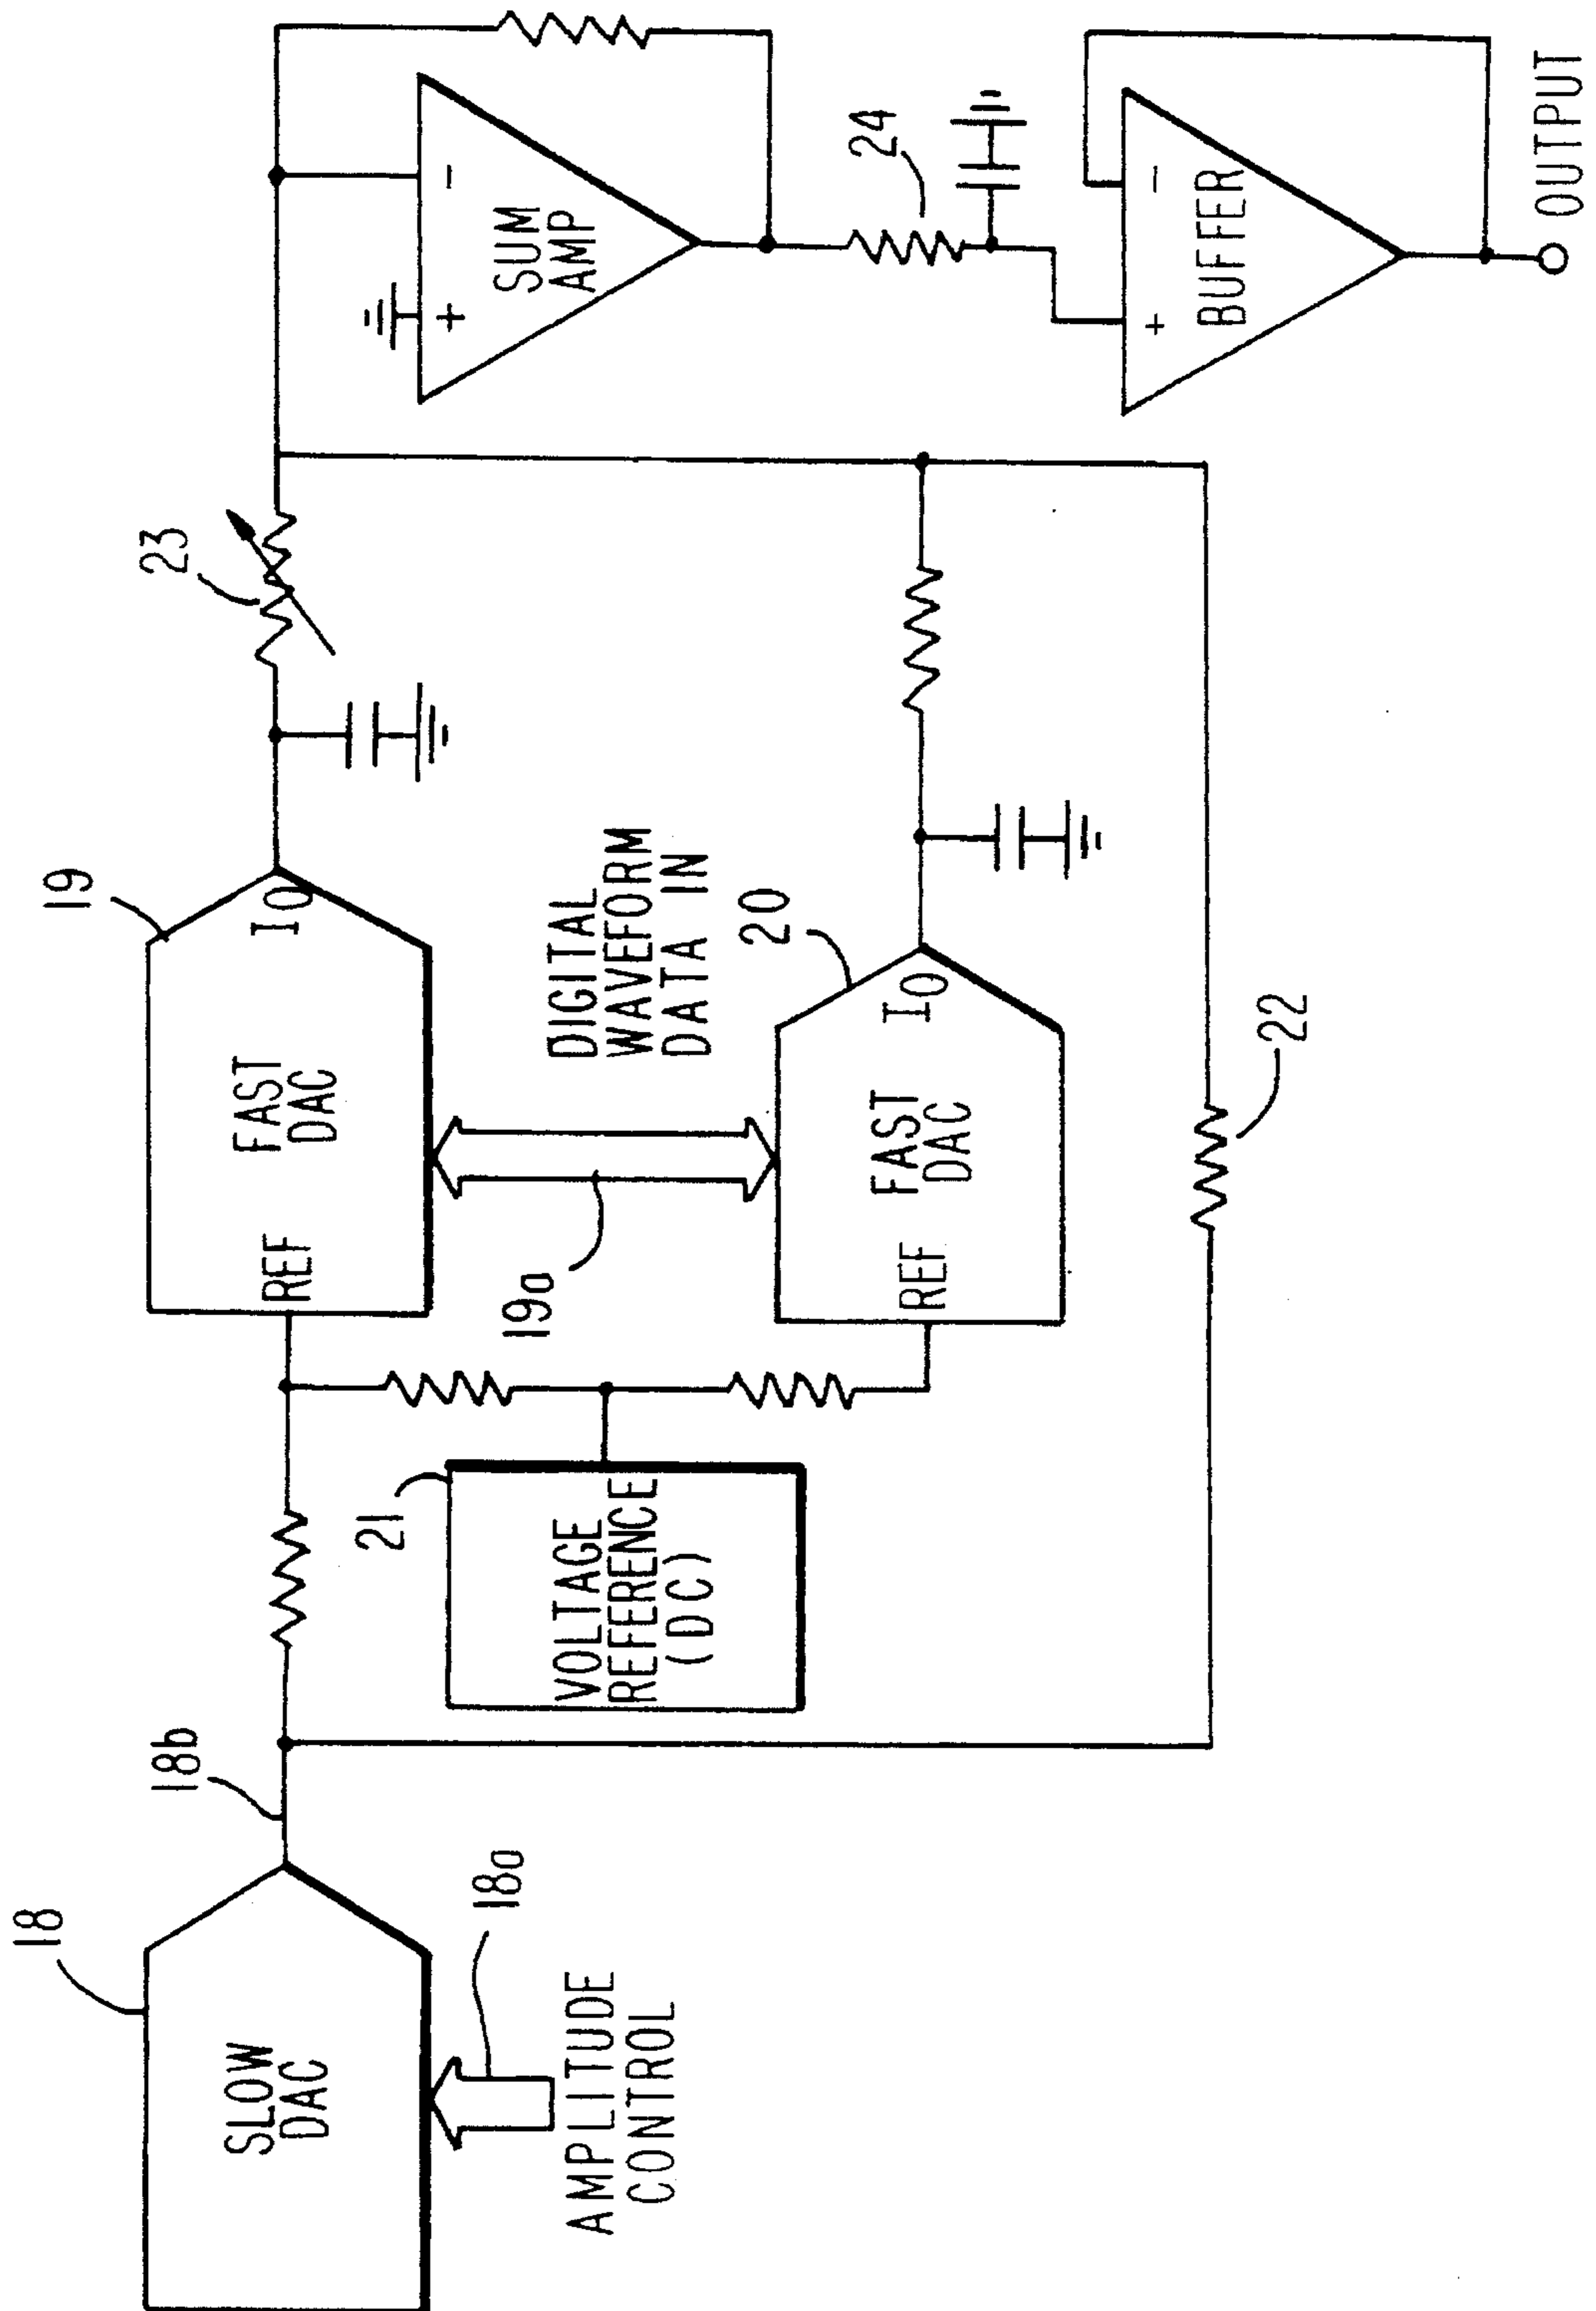 18
SLOW
DAC
18a
AMPLITUDE
CONTROL
18b
21
VOLTAGE
REFERENCE
(DC)
19
REF
FAST
DAC
IO
19a
DIGITAL
WAVEFORM
DATA IN
20
REF
FAST
DAC
IO
22
23
+
-
SUM
AMP
24
+
-
BUFFER
OUTPUT